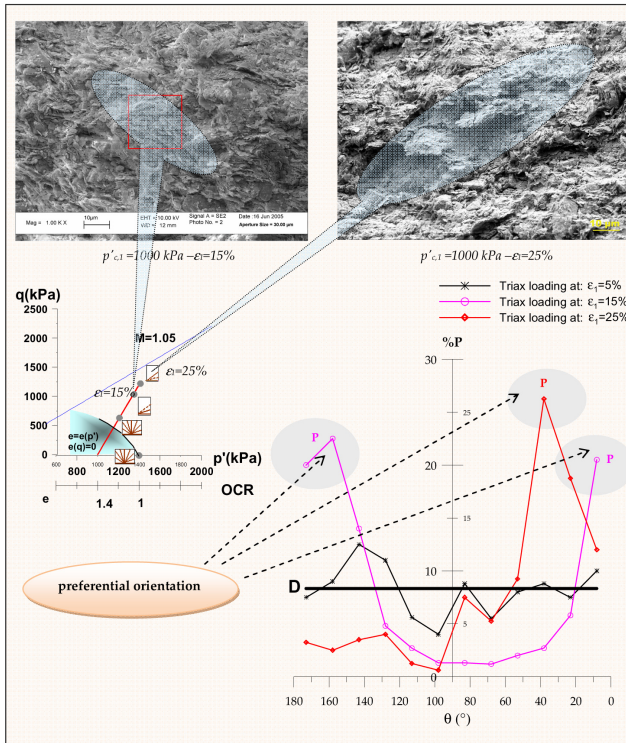 Mag = 1.00 K X
10µm
EHT = 10.00 kV
WD = 12 mm
Signal A = SE2
Photo No. = 2
Date :16 Jun 2005
Aperture Size = 30.00 µm
10 µm
p'c,1 =1000 kPa –ε1=15%
p'c,1 =1000 kPa –ε1=25%
q(kPa)
2500
2000
1500
1000
500
0
M=1.05
ε1=25%
ε1=15%
e=e(p')
e(q)=0
600
800
1000
1200
1400
1600
1800
2000
p'(kPa)
1200
1600
2000
OCR
e
1.4
1
Triax loading at: ε1=5%
Triax loading at: ε1=15%
Triax loading at: ε1=25%
%P
30
25
20
15
10
5
0
P
P
P
D
preferential orientation
180
160
140
120
100
80
60
40
20
0
θ (°)